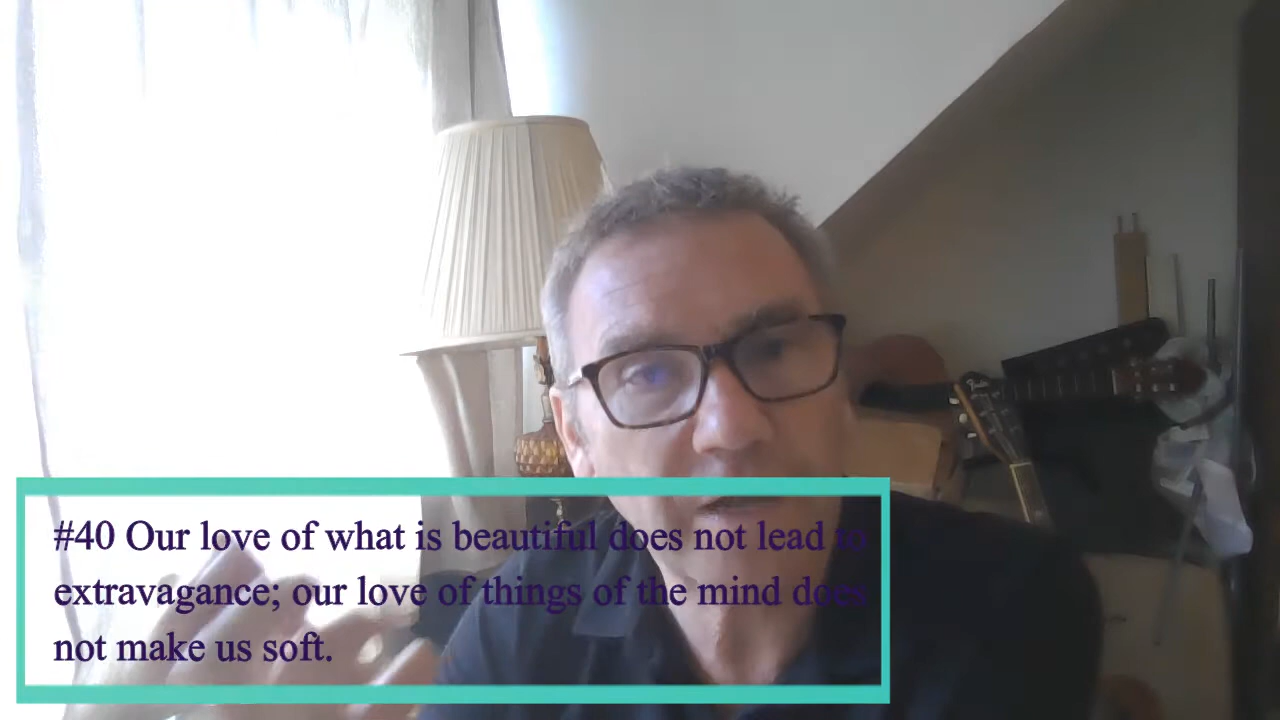 #40 Our love of what is beautiful does not lead to
extravagance; our love of things of the mind does
not make us soft.
Fender